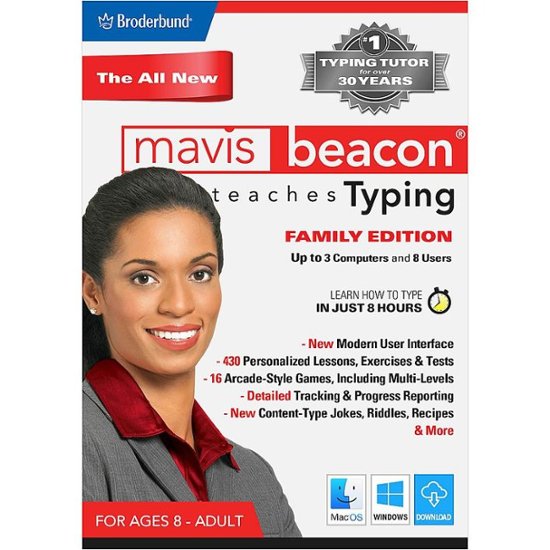 Broderbund®
The All New
#1
TYPING TUTOR
for over
30 YEARS
mavis beacon®
teaches Typing
FAMILY EDITION
Up to 3 Computers and 8 Users
LEARN HOW TO TYPE
IN JUST 8 HOURS
- New Modern User Interface
- 430 Personalized Lessons, Exercises & Tests
- 16 Arcade-Style Games, Including Multi-Levels
- Detailed Tracking & Progress Reporting
- New Content-Type Jokes, Riddles, Recipes
& More
FOR AGES 8 - ADULT
MacOS
WINDOWS
DOWNLOAD